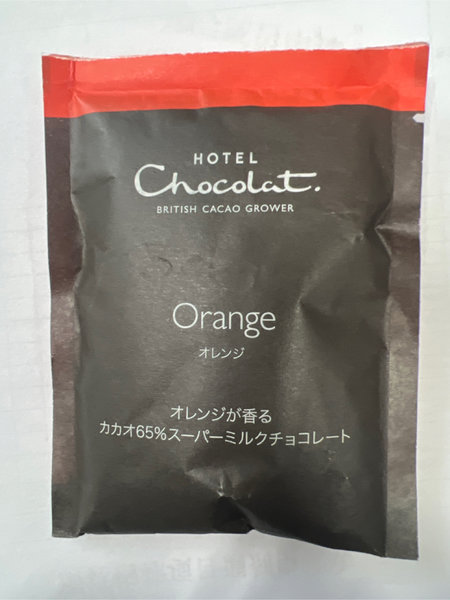 HOTEL
Chocolat.
BRITISH CACAO GROWER
Orange
オレンジ
オレンジが香る
カカオ65%スーパーミルクチョコレート